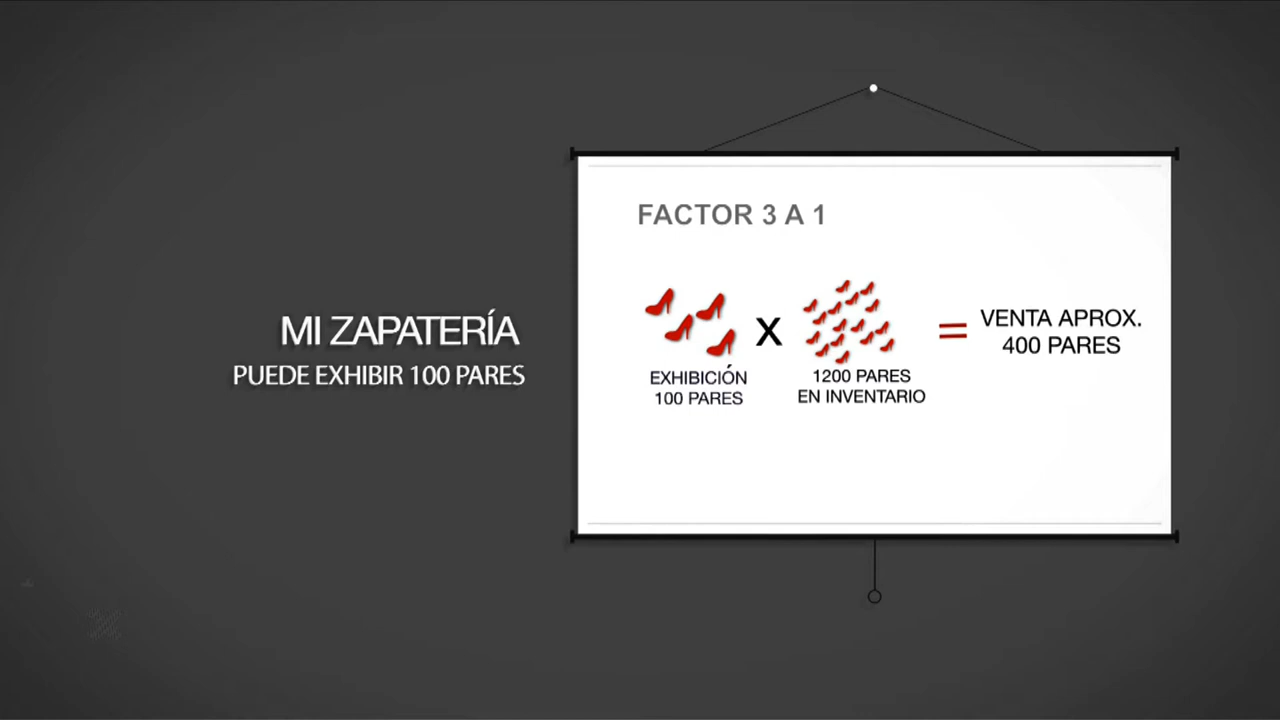 MI ZAPATERÍA
PUEDE EXHIBIR 100 PARES
FACTOR 3 A 1
X
=
EXHIBICIÓN
100 PARES
1200 PARES
EN INVENTARIO
VENTA APROX.
400 PARES